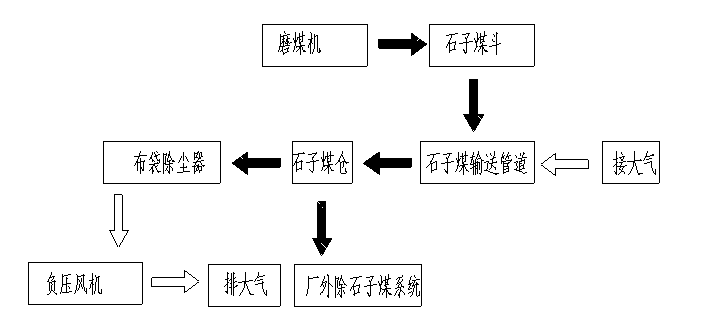 磨煤机
石子煤斗
布袋除尘器
石子煤仓
石子煤输送管道
接大气
负压风机
排大气
厂外除石子煤系统